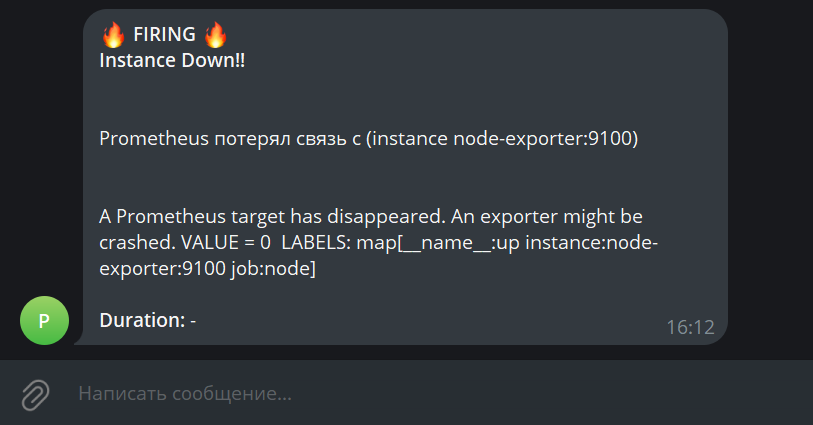 🔥 FIRING 🔥
Instance Down!!
Prometheus потерял связь с (instance node-exporter:9100)
A Prometheus target has disappeared. An exporter might be
crashed. VALUE = 0  LABELS: map[__name__:up instance:node-
exporter:9100 job:node]
Duration: -
16:12
P
Написать сообщение...